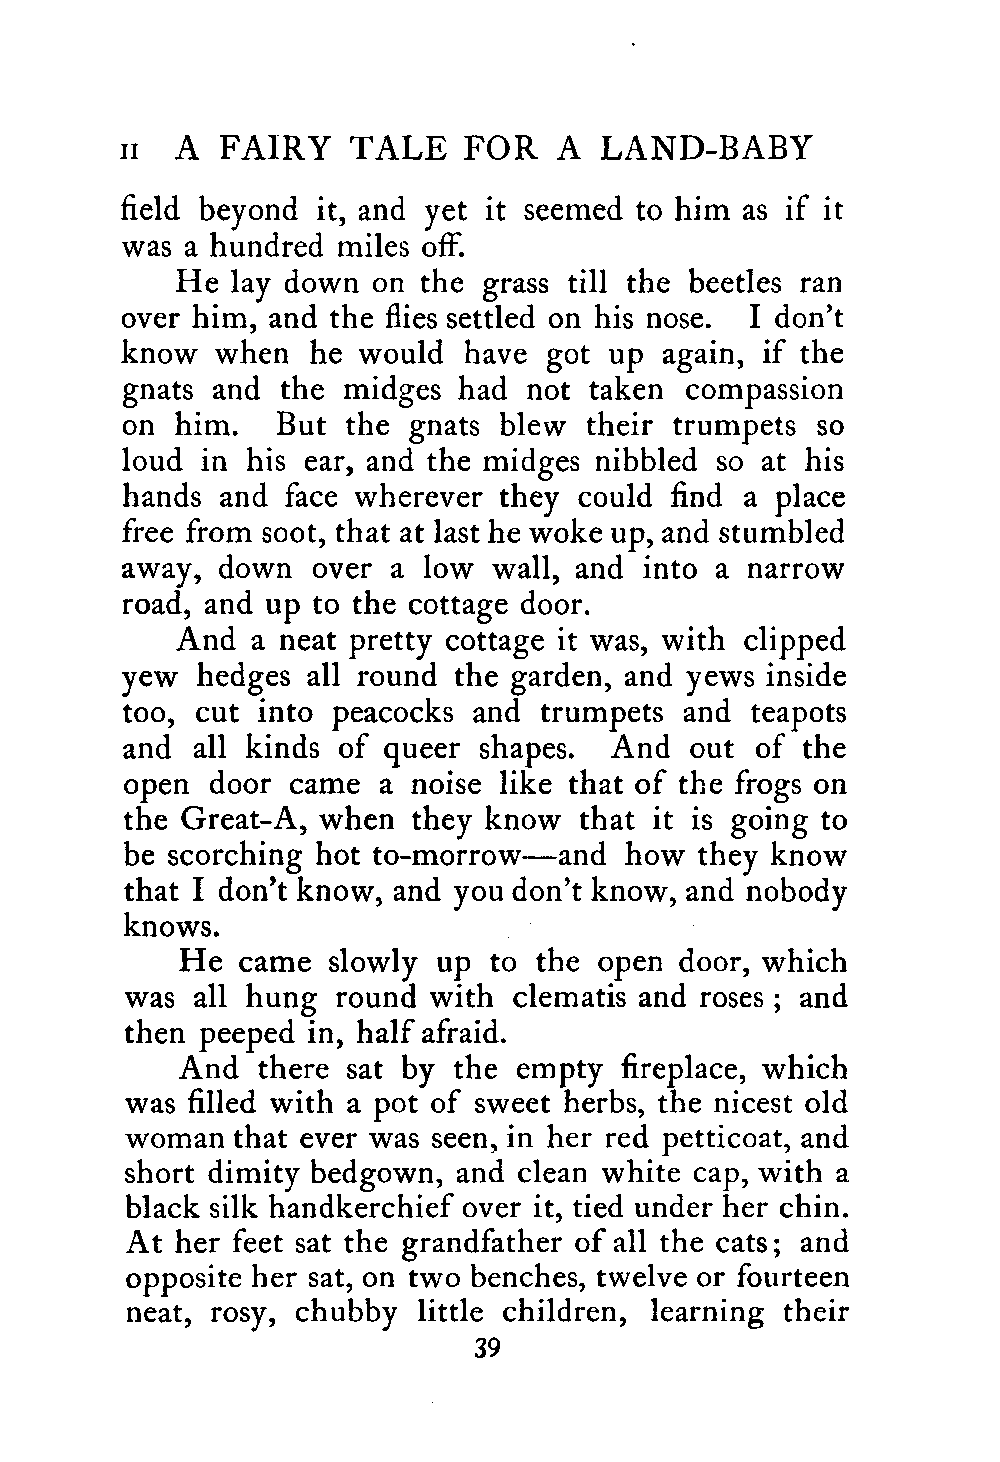 II A FAIRY TALE FOR A LAND-BABY
field beyond it, and yet it seemed to him as if it
was a hundred miles off.
He lay down on the grass till the beetles ran
over him, and the flies settled on his nose. I don't
know when he would have got up again, if the
gnats and the midges had not taken compassion
on him. But the gnats blew their trumpets so
loud in his ear, and the midges nibbled so at his
hands and face wherever they could find a place
free from soot, that at last he woke up, and stumbled
away, down over a low wall, and into a narrow
road, and up to the cottage door.
And a neat pretty cottage it was, with clipped
yew hedges all round the garden, and yews inside
too, cut into peacocks and trumpets and teapots
and all kinds of queer shapes. And out of the
open door came a noise like that of the frogs on
the Great-A, when they know that it is going to
be scorching hot to-morrow—and how they know
that I don't know, and you don't know, and nobody
knows.
He came slowly up to the open door, which
was all hung round with clematis and roses ; and
then peeped in, half afraid.
And there sat by the empty fireplace, which
was filled with a pot of sweet herbs, the nicest old
woman that ever was seen, in her red petticoat, and
short dimity bedgown, and clean white cap, with a
black silk handkerchief over it, tied under her chin.
At her feet sat the grandfather of all the cats; and
opposite her sat, on two benches, twelve or fourteen
neat, rosy, chubby little children, learning their
39